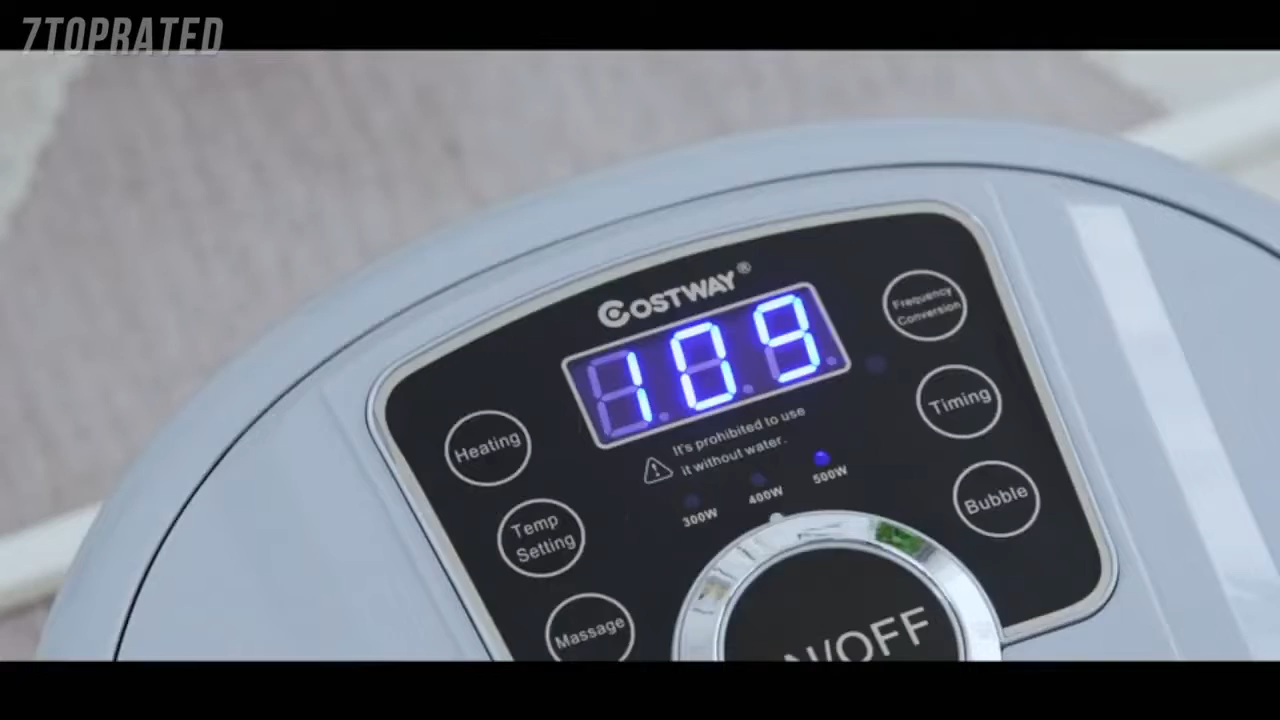 7TOPRATED
COSTWAY®
109
Frequency
Conversion
Heating
It's prohibited to use
it without water.
Timing
300W
400W
500W
Temp
Setting
Bubble
Massage
/OFF